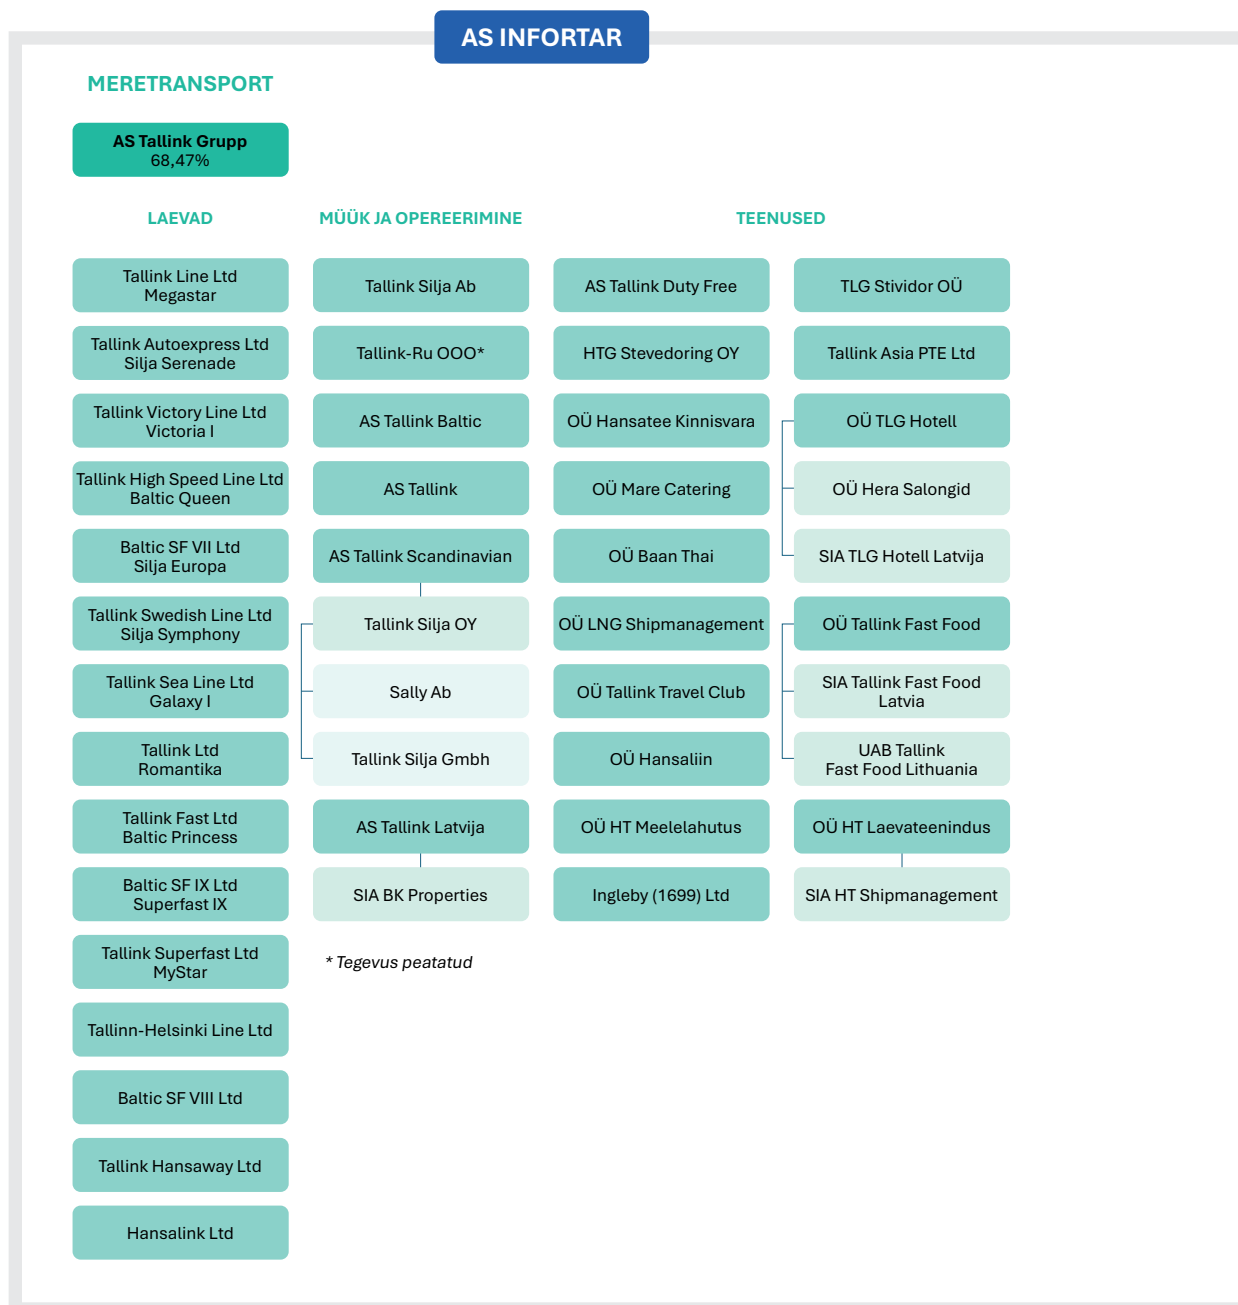 AS INFORTAR
MERETRANSPORT
AS Tallink Grupp
68,47%
LAEVAD
Tallink Line Ltd
Megastar
Tallink Autoexpress Ltd
Silja Serenade
Tallink Victory Line Ltd
Victoria I
Tallink High Speed Line Ltd
Baltic Queen
Baltic SF VII Ltd
Silja Europa
Tallink Swedish Line Ltd
Silja Symphony
Tallink Sea Line Ltd
Galaxy I
Tallink Ltd
Romantika
Tallink Fast Ltd
Baltic Princess
Baltic SF IX Ltd
Superfast IX
Tallink Superfast Ltd
MyStar
Tallinn-Helsinki Line Ltd
Baltic SF VIII Ltd
Tallink Hansaway Ltd
Hansalink Ltd
MÜÜK JA OPEREERIMINE
Tallink Silja Ab
Tallink-Ru OOO*
AS Tallink Baltic
AS Tallink
AS Tallink Scandinavian
Tallink Silja OY
Sally Ab
Tallink Silja Gmbh
AS Tallink Latvija
SIA BK Properties
* Tegevus peatatud
TEENUSED
AS Tallink Duty Free
HTG Stevedoring OY
OÜ Hansatee Kinnisvara
OÜ Mare Catering
OÜ Baan Thai
OÜ LNG Shipmanagement
OÜ Tallink Travel Club
OÜ Hansaliin
OÜ HT Meelelahutus
Ingleby (1699) Ltd
TLG Stividor OÜ
Tallink Asia PTE Ltd
OÜ TLG Hotell
OÜ Hera Salongid
SIA TLG Hotell Latvija
OÜ Tallink Fast Food
SIA Tallink Fast Food
Latvia
UAB Tallink
Fast Food Lithuania
OÜ HT Laevateenindus
SIA HT Shipmanagement